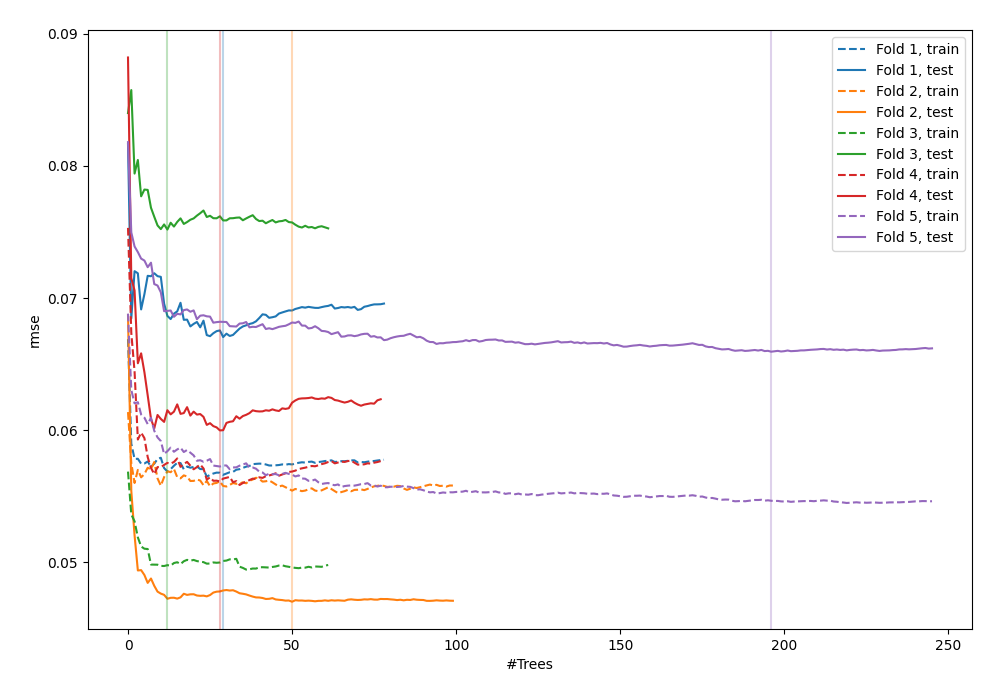 0.09
0.08
0.07
0.06
0.05
rmse
0
50
100
150
200
250
#Trees
Fold 1, train
Fold 1, test
Fold 2, train
Fold 2, test
Fold 3, train
Fold 3, test
Fold 4, train
Fold 4, test
Fold 5, train
Fold 5, test